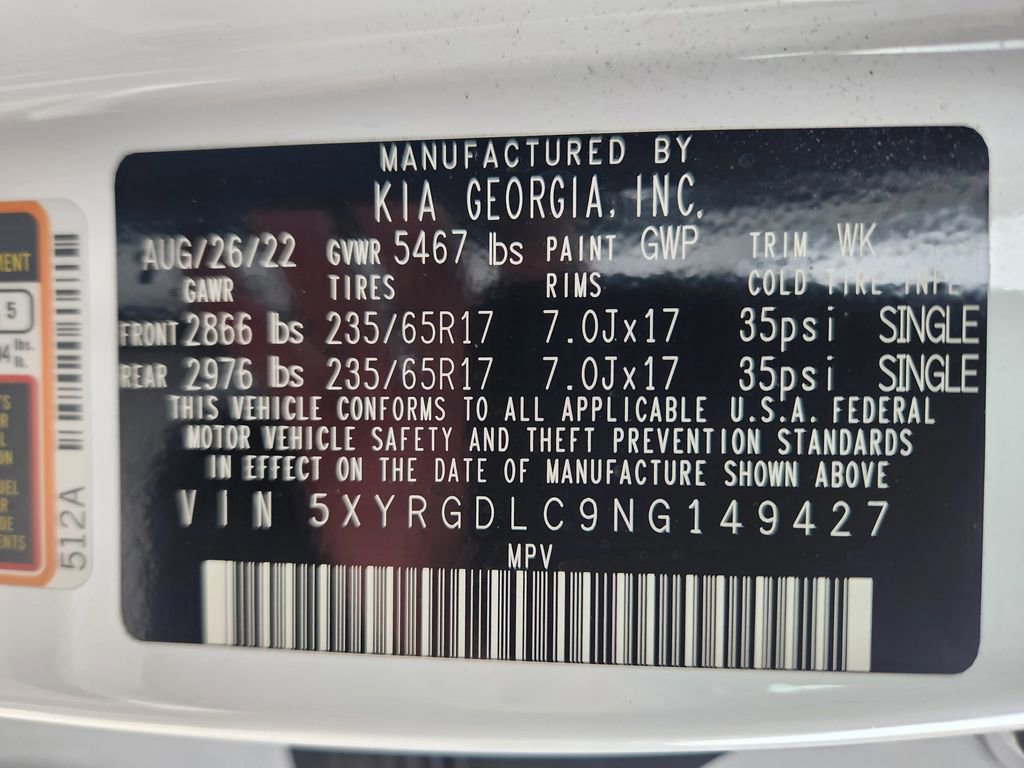 MANUFACTURED BY
KIA GEORGIA, INC.
AUG/26/22 GVWR 5467 lbs PAINT GWP TRIM WK
GAWR TIRES RIMS COLD TIRE INFL
FRONT 2866 lbs 235/65R17 7.0Jx17 35psi SINGLE
REAR 2976 lbs 235/65R17 7.0Jx17 35psi SINGLE
THIS VEHICLE CONFORMS TO ALL APPLICABLE U.S.A. FEDERAL
MOTOR VEHICLE SAFETY AND THEFT PREVENTION STANDARDS
IN EFFECT ON THE DATE OF MANUFACTURE SHOWN ABOVE
VIN 5XYRGDLC9NG149427
MPV
512A
5
lbs.
lb.